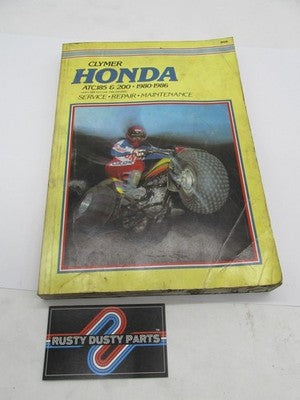 CLYMER
HONDA
ATC185 & 200 • 1980-1986
SERVICE • REPAIR • MAINTENANCE
RUSTY DUSTY PARTS